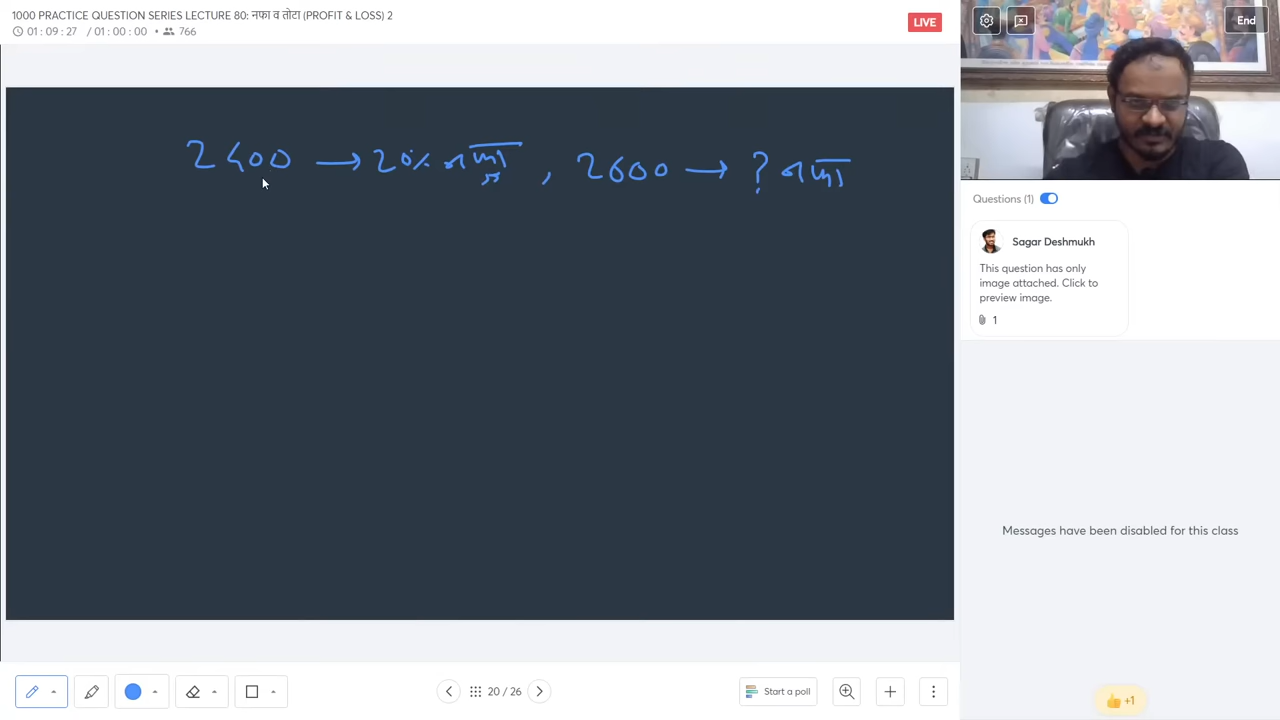 1000 PRACTICE QUESTION SERIES LECTURE 80: नफा व तोटा (PROFIT & LOSS) 2
01 : 09 : 27 / 01 : 00 : 00 • 766
LIVE
End
2400 → 20% नफा, 2600 → ? नफा
Questions (1)
Sagar Deshmukh
This question has only
image attached. Click to
preview image.
1
Messages have been disabled for this class
20 / 26
Start a poll
+1